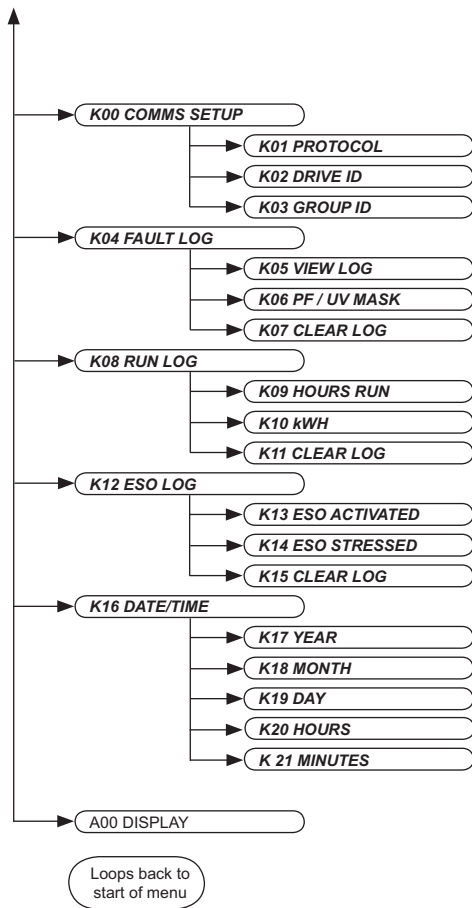 K00 COMMS SETUP
K01 PROTOCOL
K02 DRIVE ID
K03 GROUP ID
K04 FAULT LOG
K05 VIEW LOG
K06 PF / UV MASK
K07 CLEAR LOG
K08 RUN LOG
K09 HOURS RUN
K10 kWH
K11 CLEAR LOG
K12 ESO LOG
K13 ESO ACTIVATED
K14 ESO STRESSED
K15 CLEAR LOG
K16 DATE/TIME
K17 YEAR
K18 MONTH
K19 DAY
K20 HOURS
K 21 MINUTES
A00 DISPLAY
Loops back to
start of menu